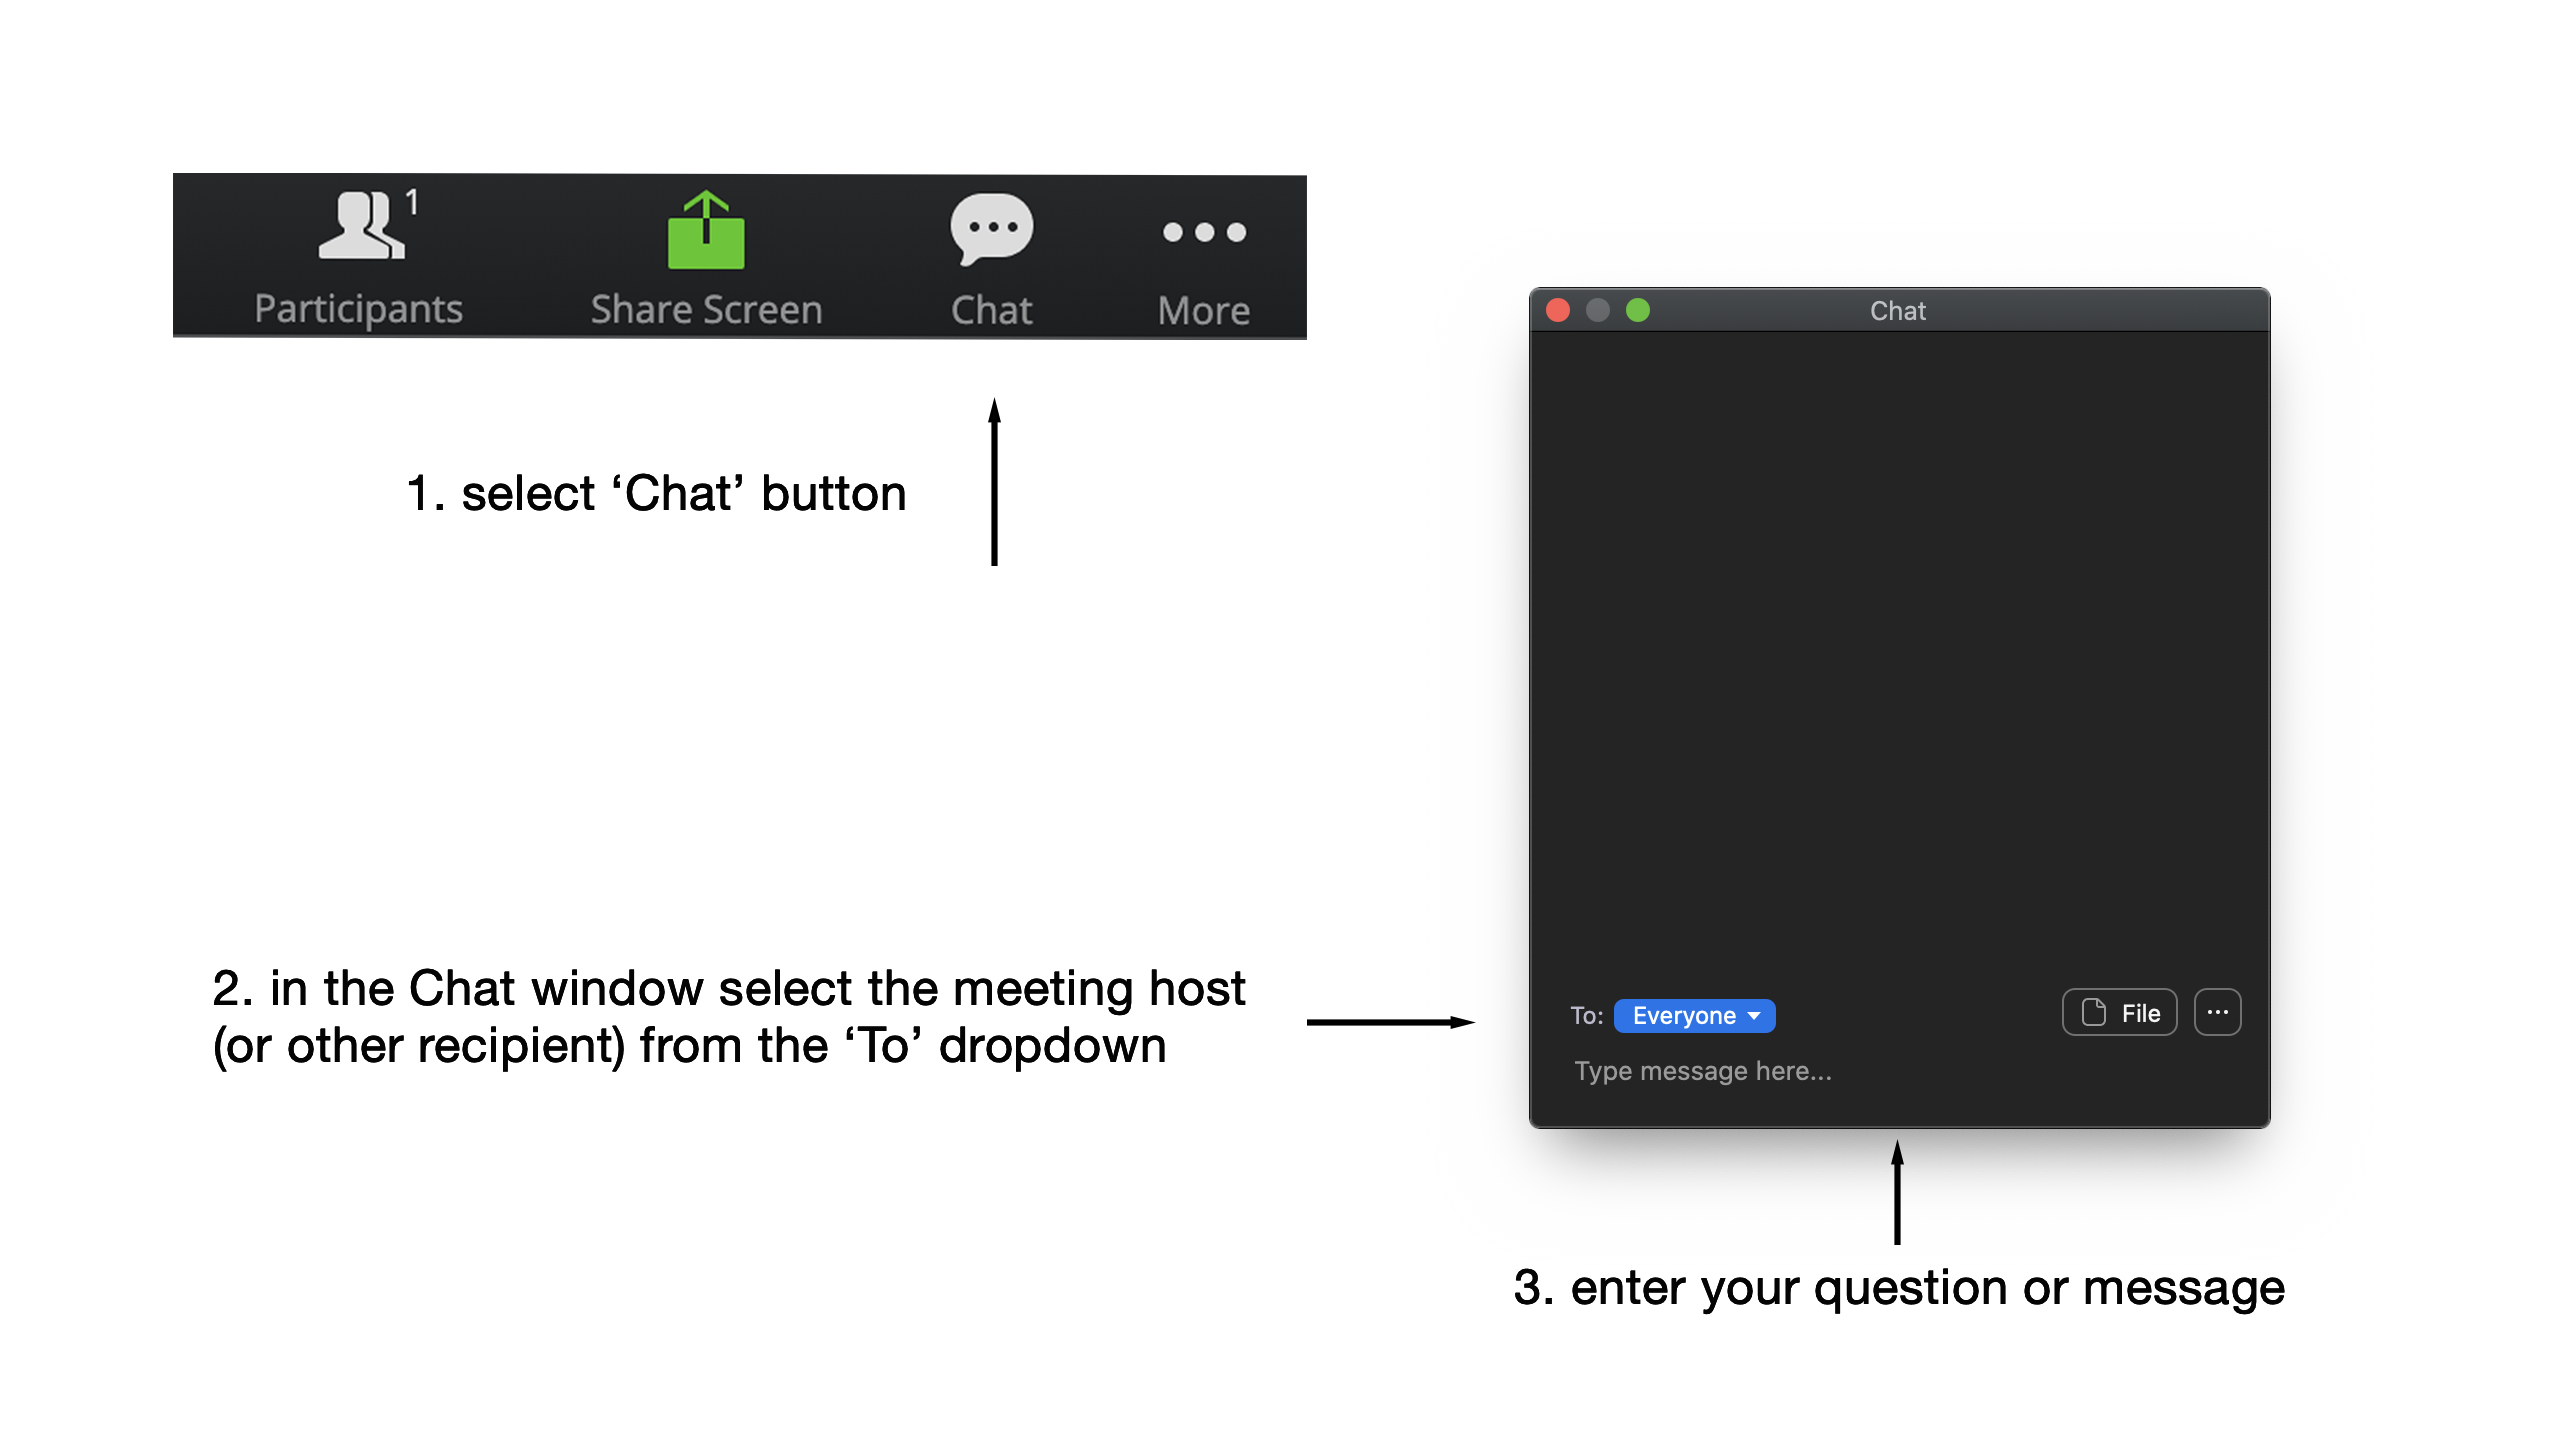 1
Participants
Share Screen
Chat
More
1. select ‘Chat’ button
2. in the Chat window select the meeting host
(or other recipient) from the ‘To’ dropdown
Chat
To: Everyone
File
Type message here...
3. enter your question or message